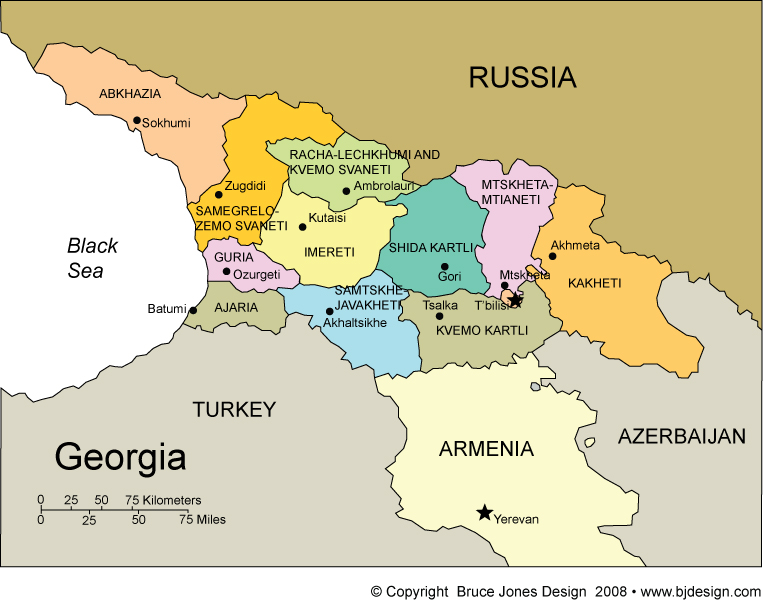 RUSSIA
ABKHAZIA
Sokhumi
RACHA-LECHKHUMI AND
KVEMO SVANETI
Ambrolauri
Zugdidi
SAMEGRELO-
ZEMO SVANETI
MTSKHETA-
MTIANETI
Kutaisi
IMERETI
SHIDA KARTLI
Gori
Akhmeta
KAKHETI
Mtskheta
Black
Sea
GURIA
Ozurgeti
SAMTSKHE-
JAVAKHETI
Akhaltsikhe
Tsalka
T'bilisi
KVEMO KARTLI
Batumi
AJARIA
TURKEY
ARMENIA
AZERBAIJAN
Georgia
0 25 50 75 Kilometers
0 25 50 75 Miles
Yerevan
© Copyright Bruce Jones Design 2008 • www.bjdesign.com